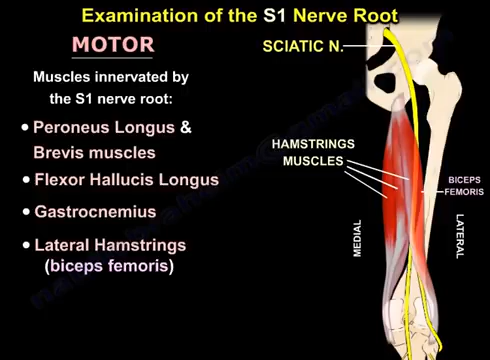 Examination of the S1 Nerve Root
MOTOR
Muscles innervated by
the S1 nerve root:
• Peroneus Longus &
Brevis muscles
• Flexor Hallucis Longus
• Gastrocnemius
• Lateral Hamstrings
(biceps femoris)
SCIATIC N.
HAMSTRINGS
MUSCLES
BICEPS
FEMORIS
MEDIAL
LATERAL